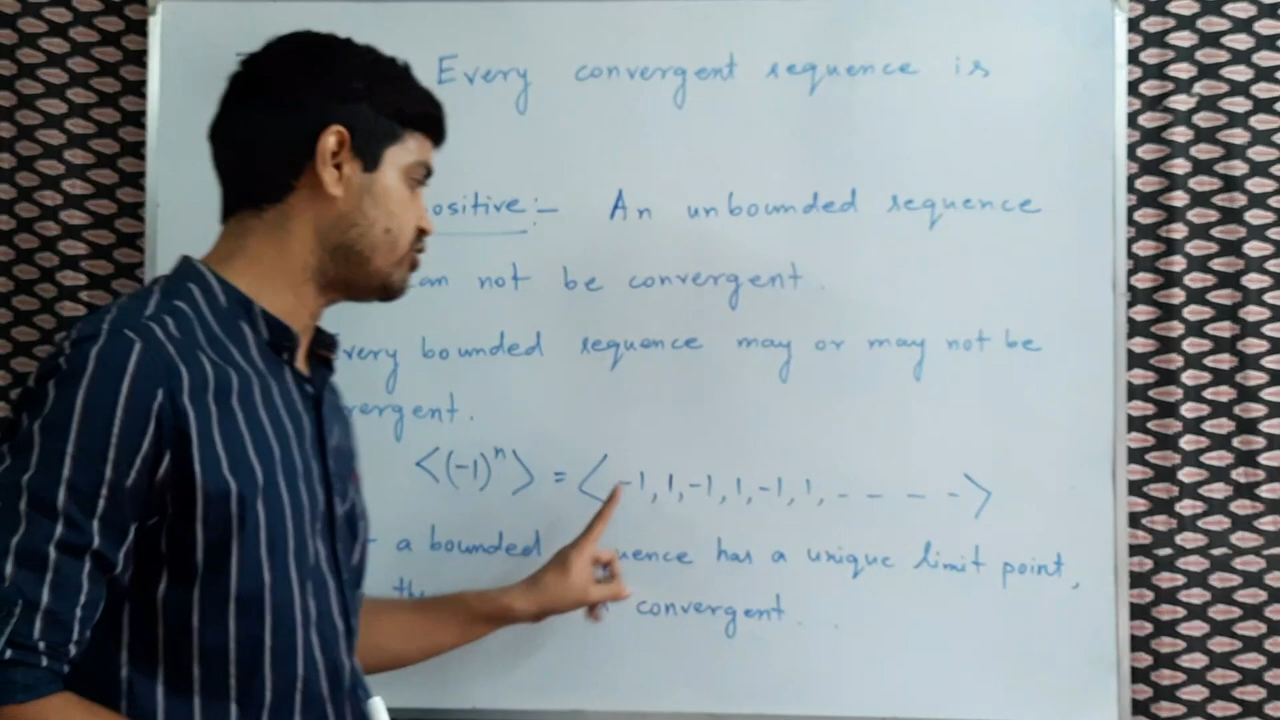 Every convergent sequence is
ositive:- An unbounded sequence
an not be convergent.
very bounded sequence may or may not be
vergent.
<(-1)^n> = <-1, 1, -1, 1, -1, 1, - - - ->
a bounded uence has a unique limit point,
convergent